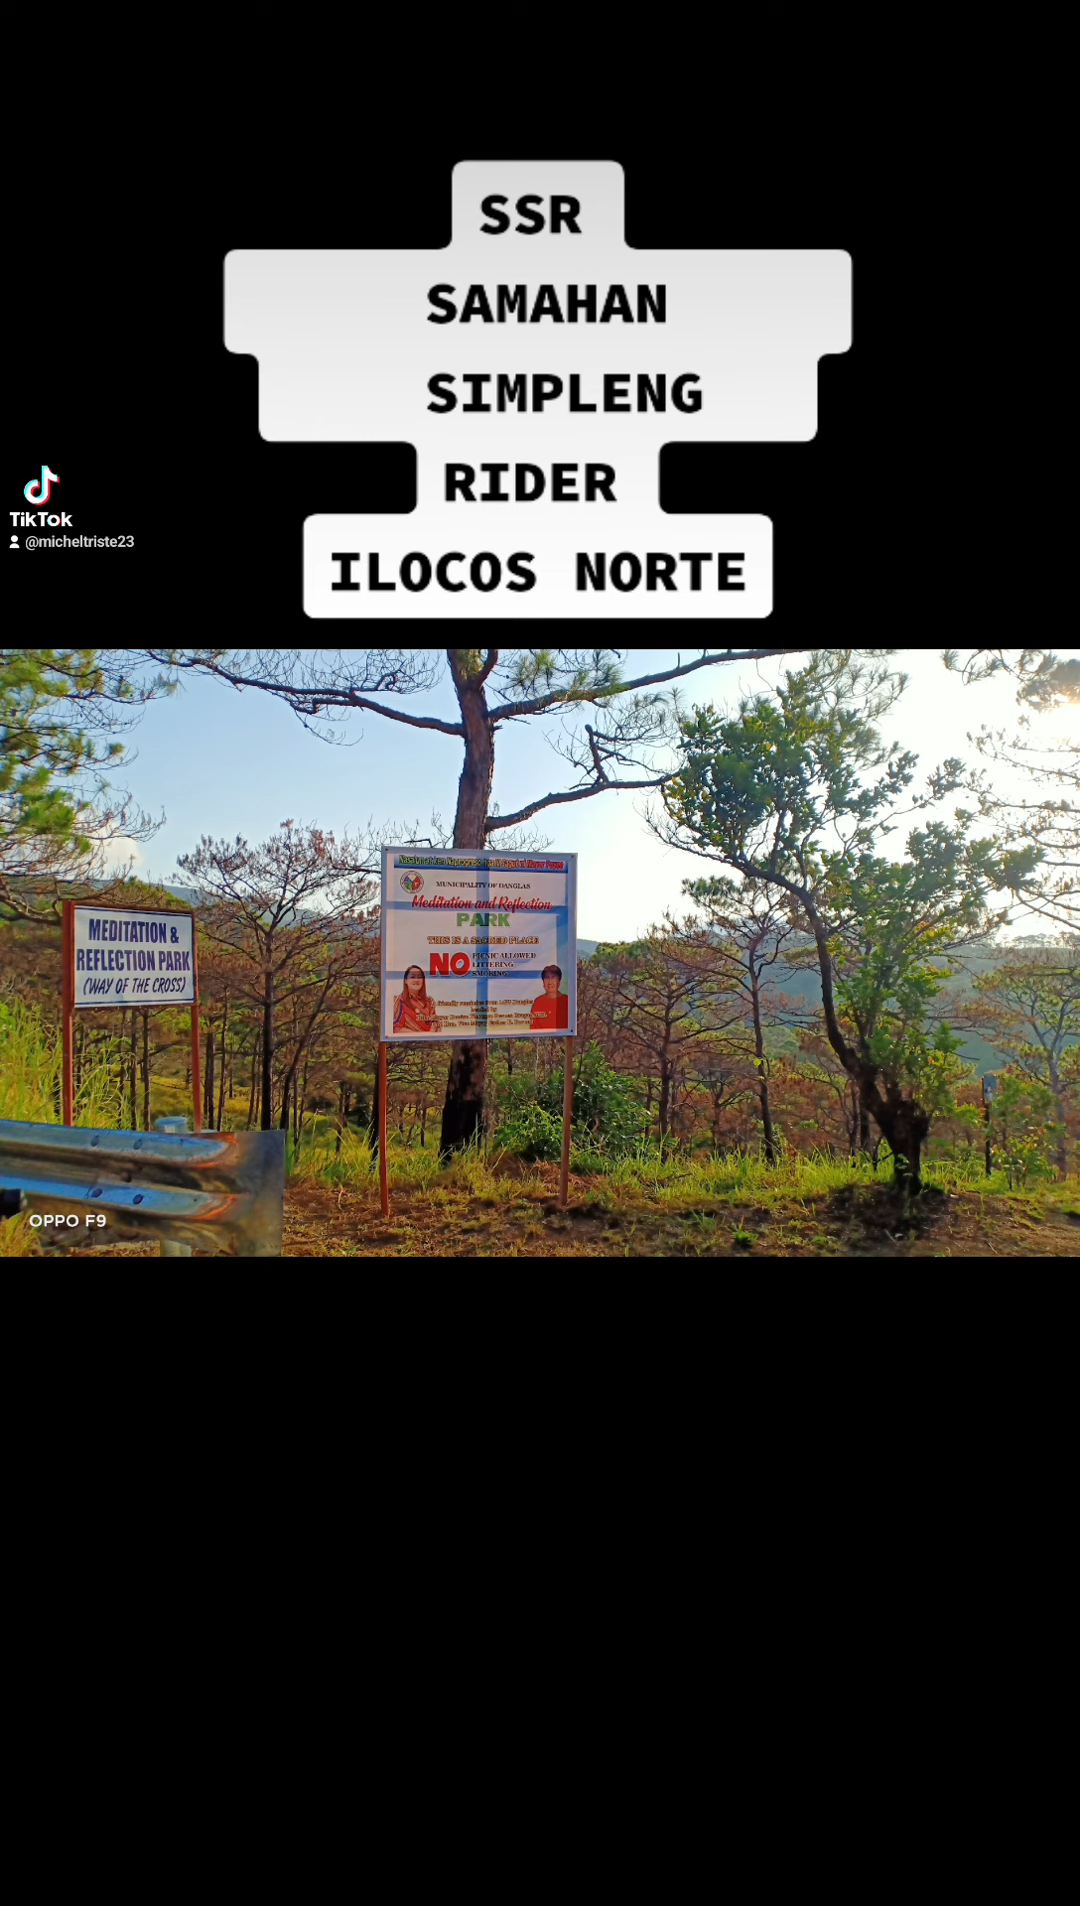 SSR
SAMAHAN
SIMPLENG
RIDER
ILOCOS NORTE
TikTok
@micheltriste23
MEDITATION &
REFLECTION PARK
(WAY OF THE CROSS)
MUNICIPALITY OF DANGLAS
Meditation and Reflection
PARK
THIS IS A SACRED PLACE
NO
PICNIC ALLOWED
LITTERING
SMOKING
OPPO F9